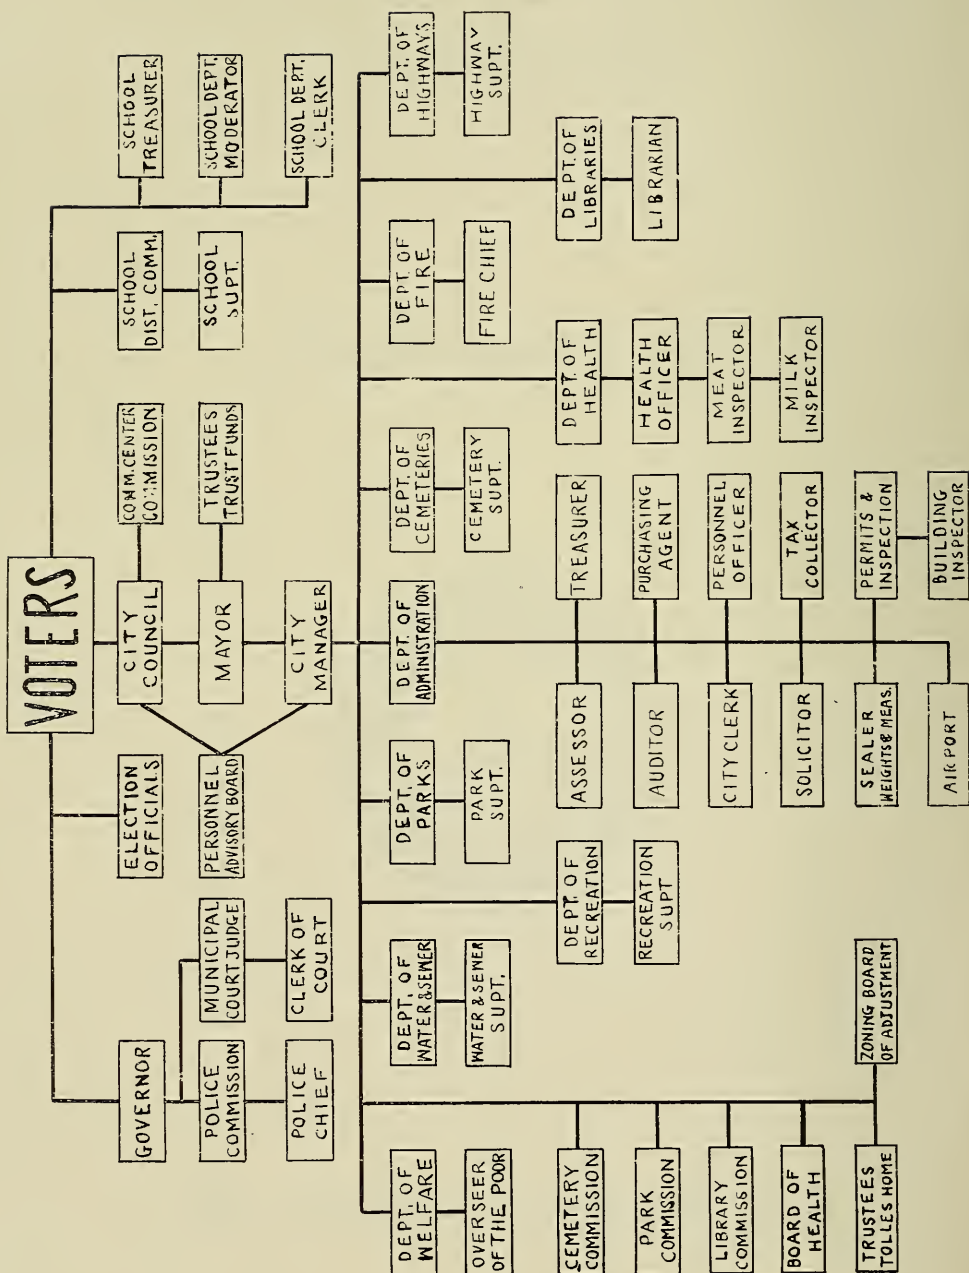 VOTERS
GOVERNOR
ELECTION
OFFICIALS
CITY
COUNCIL
COMM. CENTER
COMMISSION
SCHOOL
DIST. COMM.
SCHOOL
TREASURER
POLICE
COMMISSION
MUNICIPAL
COURT JUDGE
PERSONNEL
ADVISORY BOARD
MAYOR
TRUSTEES
TRUST FUNDS
SCHOOL
SUPT.
SCHOOL DEPT.
MODERATOR
POLICE
CHIEF
CLERK OF
COURT
CITY
MANAGER
SCHOOL DEPT.
CLERK
DEPT. OF
WELFARE
DEPT. OF
WATER & SEWER
DEPT. OF
PARKS
DEPT. OF
ADMINISTRATION
DEPT. OF
CEMETERIES
DEPT. OF
FIRE
DEPT. OF
HIGHWAYS
OVERSEER
OF THE POOR
WATER & SEWER
SUPT.
PARK
SUPT.
CEMETERY
SUPT.
FIRE CHIEF
HIGHWAY
SUPT.
CEMETERY
COMMISSION
DEPT. OF
RECREATION
ASSESSOR
TREASURER
DEPT. OF
HEALTH
DEPT. OF
LIBRARIES
PARK
COMMISSION
RECREATION
SUPT
AUDITOR
PURCHASING
AGENT
HEALTH
OFFICER
LIBRARIAN
LIBRARY
COMMISSION
CITY CLERK
PERSONNEL
OFFICER
MEAT
INSPECTOR
BOARD OF
HEALTH
SOLICITOR
TAX
COLLECTOR
MILK
INSPECTOR
TRUSTEES
TOLLES HOME
ZONING BOARD
OF ADJUSTMENT
SEALER
WEIGHTS & MEAS.
PERMITS &
INSPECTION
AIRPORT
BUILDING
INSPECTOR